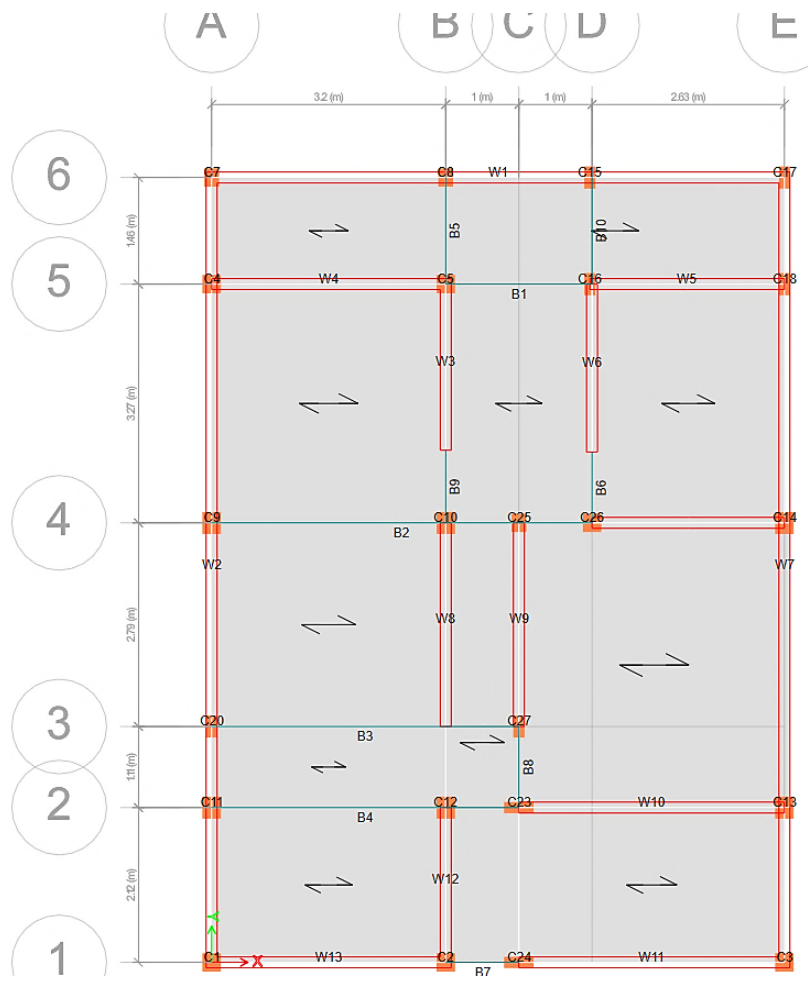 A B C D E
3.2 (m) 1 (m) 1 (m) 2.63 (m)
6 C7 C8 W1 C15 C17
1.46 (m) B5 B10
5 C4 W4 C5 C16 W5 C18
B1
3.27 (m) W3 W6
B9 B6
4 C9 C10 C25 C26 C14
B2
W2 W7
2.79 (m) W8 W9
3 C20 C27
B3
1.11 (m) B8
2 C11 C12 C23 W10 C13
B4
2.12 (m) W12
Y
1 C1 X W13 C2 C24 W11 C3
B7